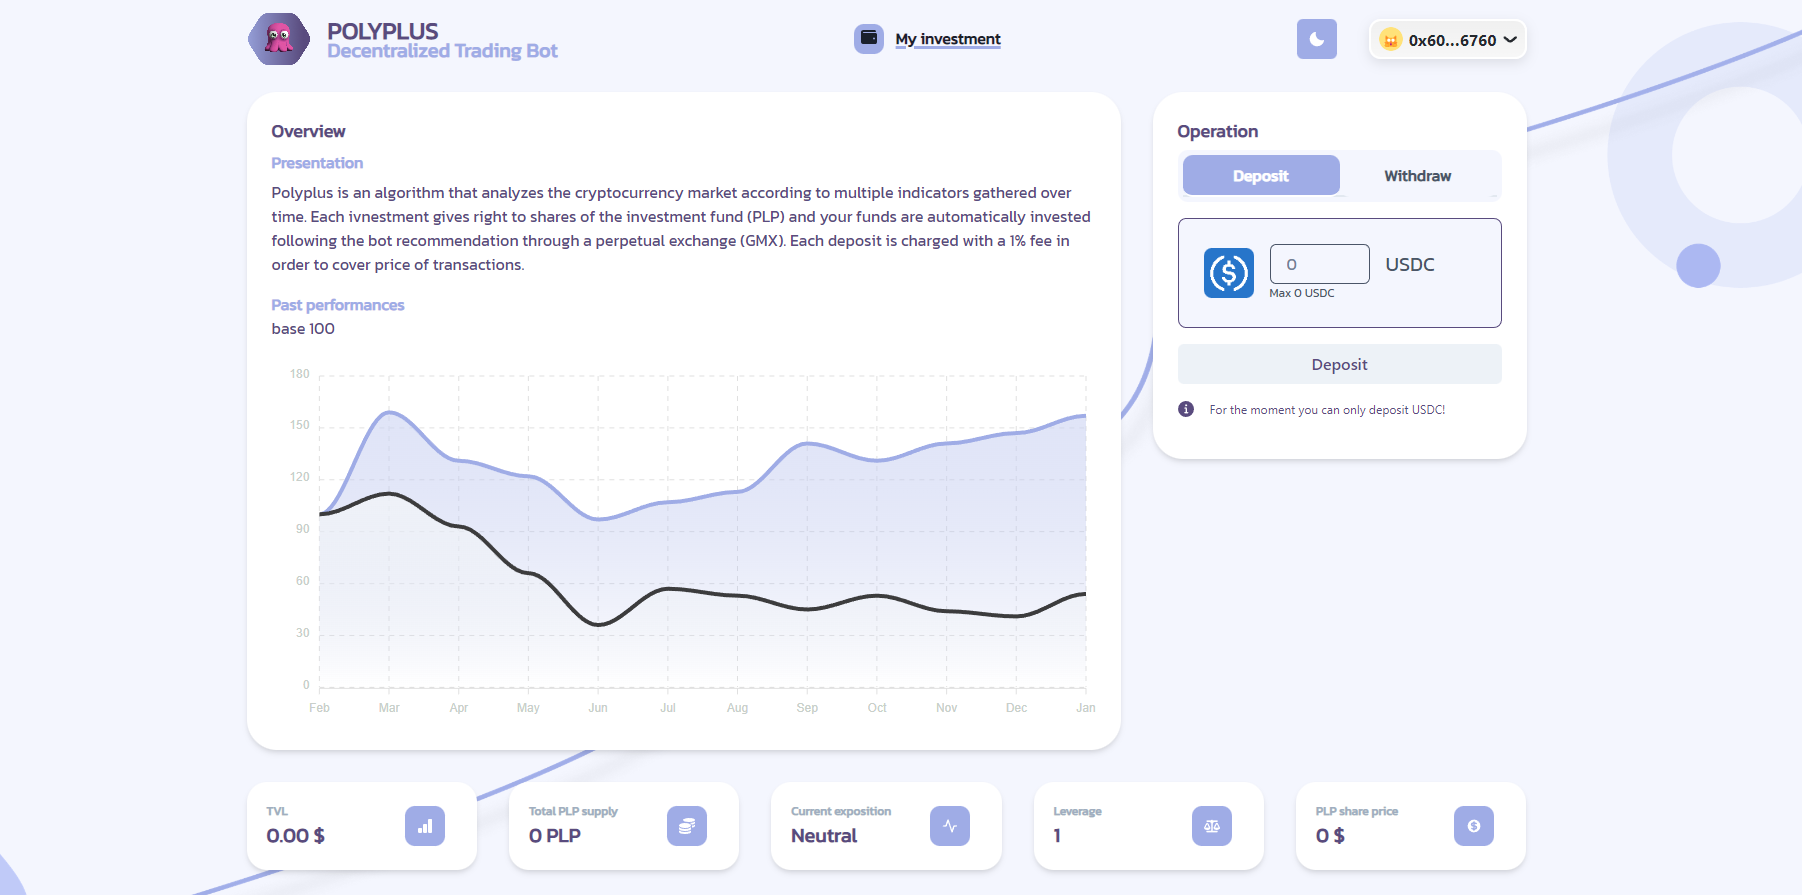 POLYPLUS
Decentralized Trading Bot
My investment
0x60...6760
Overview
Presentation
Polyplus is an algorithm that analyzes the cryptocurrency market according to multiple indicators gathered over
time. Each ivnestment gives right to shares of the investment fund (PLP) and your funds are automatically invested
following the bot recommendation through a perpetual exchange (GMX). Each deposit is charged with a 1% fee in
order to cover price of transactions.
Past performances
base 100
180
150
120
90
60
30
0
Feb Mar Apr May Jun Jul Aug Sep Oct Nov Dec Jan
Operation
Deposit Withdraw
0 USDC
Max 0 USDC
Deposit
For the moment you can only deposit USDC!
TVL
0.00 $
Total PLP supply
0 PLP
Current exposition
Neutral
Leverage
1
PLP share price
0 $